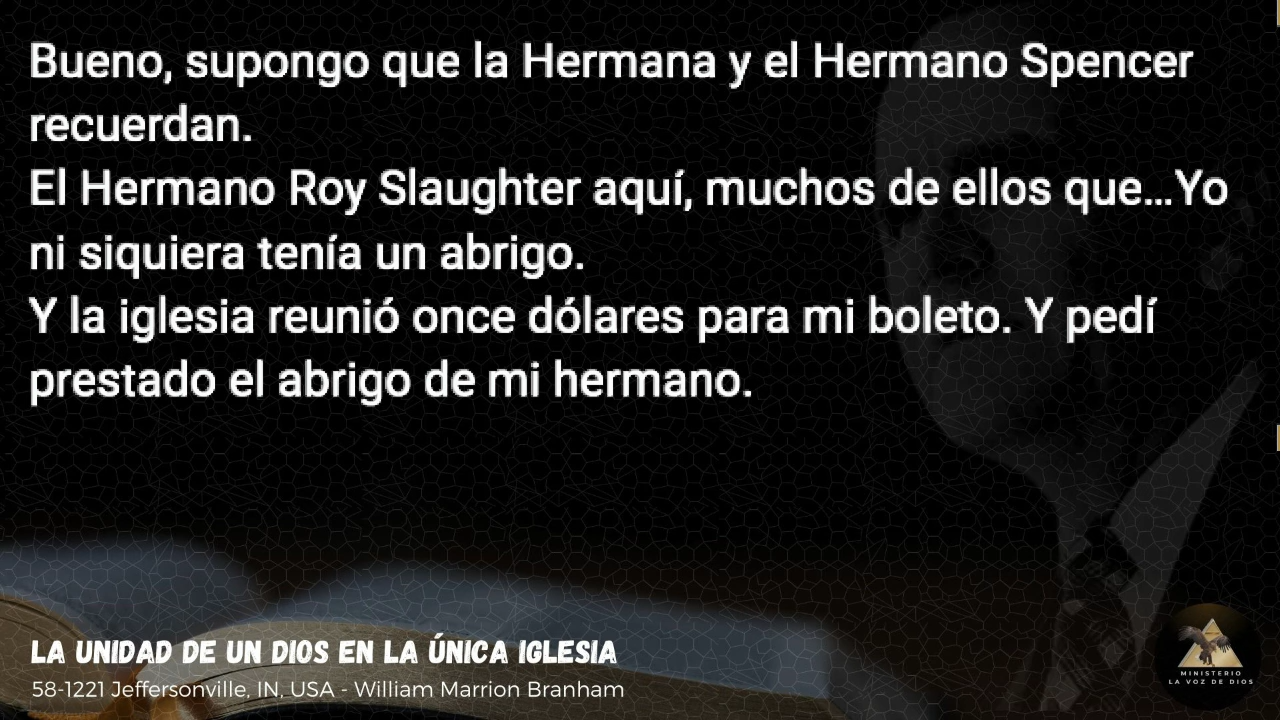 Bueno, supongo que la Hermana y el Hermano Spencer
recuerdan.
El Hermano Roy Slaughter aquí, muchos de ellos que...Yo
ni siquiera tenía un abrigo.
Y la iglesia reunió once dólares para mi boleto. Y pedí
prestado el abrigo de mi hermano.
LA UNIDAD DE UN DIOS EN LA ÚNICA IGLESIA
58-1221 Jeffersonville, IN, USA - William Marrion Branham
MINISTERIO
LA VOZ DE DIOS